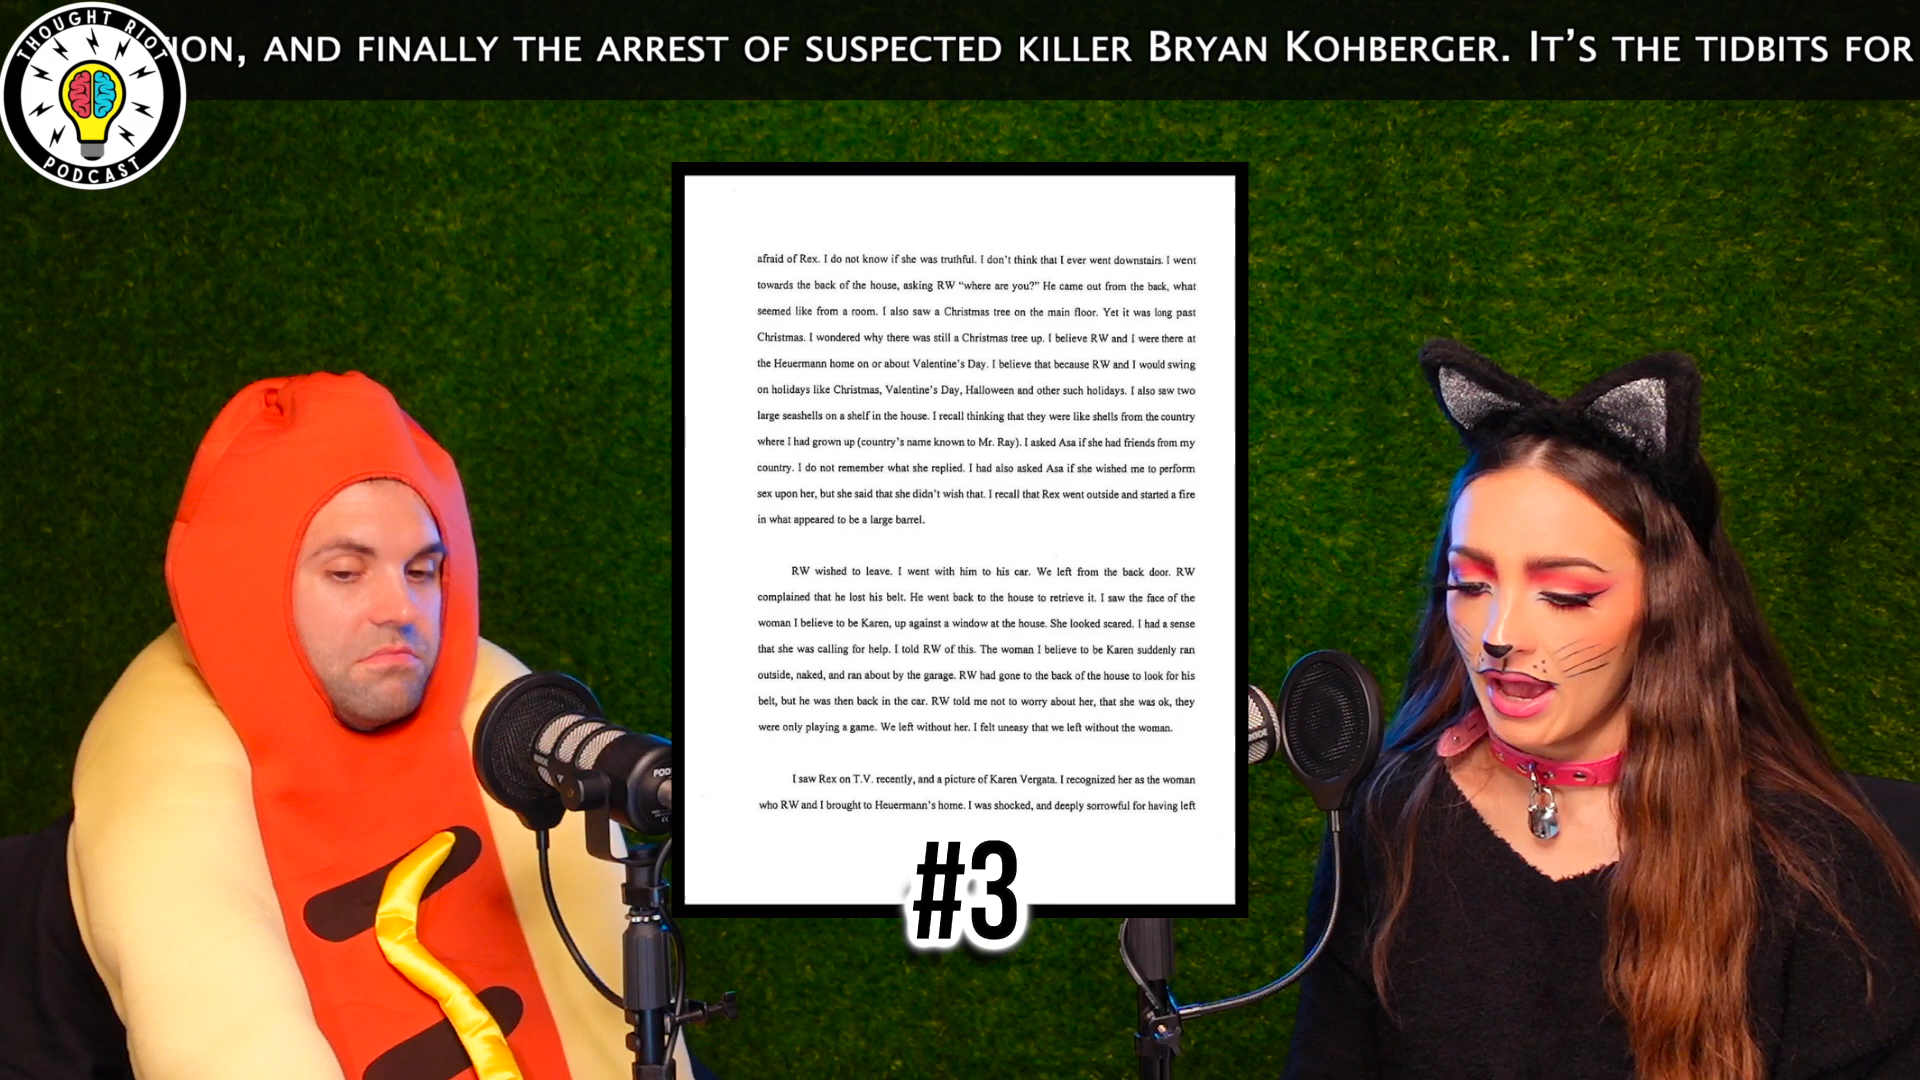 THOUGHT RIOT
PODCAST
ION, AND FINALLY THE ARREST OF SUSPECTED KILLER BRYAN KOHBERGER. IT'S THE TIDBITS FOR
afraid of Rex. I do not know if she was truthful. I don't think that I ever went downstairs. I went
towards the back of the house, asking RW “where are you?” He came out from the back, what
seemed like from a room. I also saw a Christmas tree on the main floor. Yet it was long past
Christmas. I wondered why there was still a Christmas tree up. I believe RW and I were there at
the Heuermann home on or about Valentine's Day. I believe that because RW and I would swing
on holidays like Christmas, Valentine's Day, Halloween and other such holidays. I also saw two
large seashells on a shelf in the house. I recall thinking that they were like shells from the country
where I had grown up (country's name known to Mr. Ray). I asked Asa if she had friends from my
country. I do not remember what she replied. I had also asked Asa if she wished me to perform
sex upon her, but she said that she didn't wish that. I recall that Rex went outside and started a fire
in what appeared to be a large barrel.
RW wished to leave. I went with him to his car. We left from the back door. RW
complained that he lost his belt. He went back to the house to retrieve it. I saw the face of the
woman I believe to be Karen, up against a window at the house. She looked scared. I had a sense
that she was calling for help. I told RW of this. The woman I believe to be Karen suddenly ran
outside, naked, and ran about by the garage. RW had gone to the back of the house to look for his
belt, but he was then back in the car. RW told me not to worry about her, that she was ok, they
were only playing a game. We left without her. I felt uneasy that we left without the woman.
I saw Rex on T.V. recently, and a picture of Karen Vergata. I recognized her as the woman
who RW and I brought to Heuermann's home. I was shocked, and deeply sorrowful for having left
#3
POD